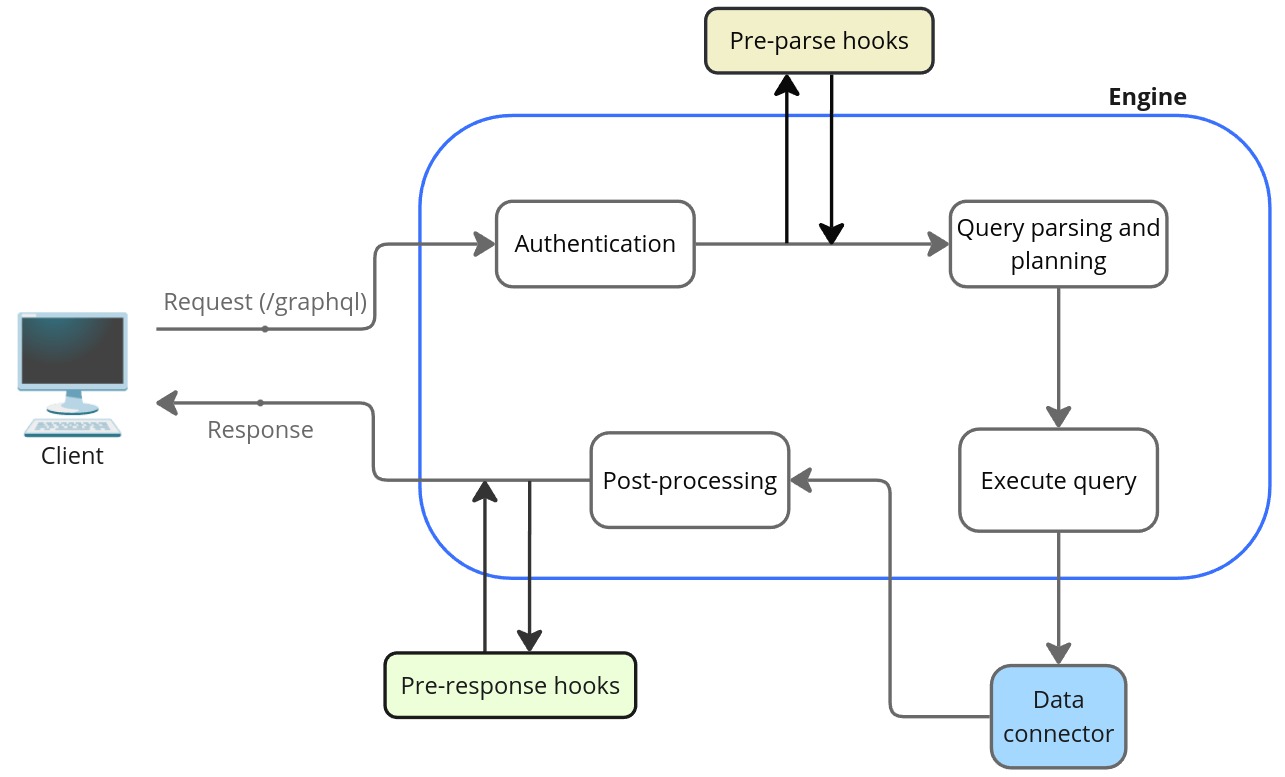 Pre-parse hooks
Engine
Authentication
Query parsing and
planning
Request (/graphql)
Client
Response
Post-processing
Execute query
Pre-response hooks
Data
connector